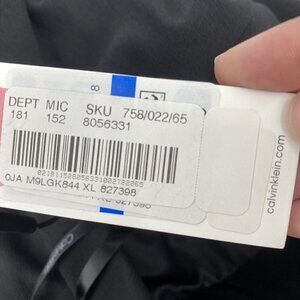 DEPT MIC SKU 758/022/65
181 152 8056331
0JA M9LGK844 XL 827398
calvinklein.com